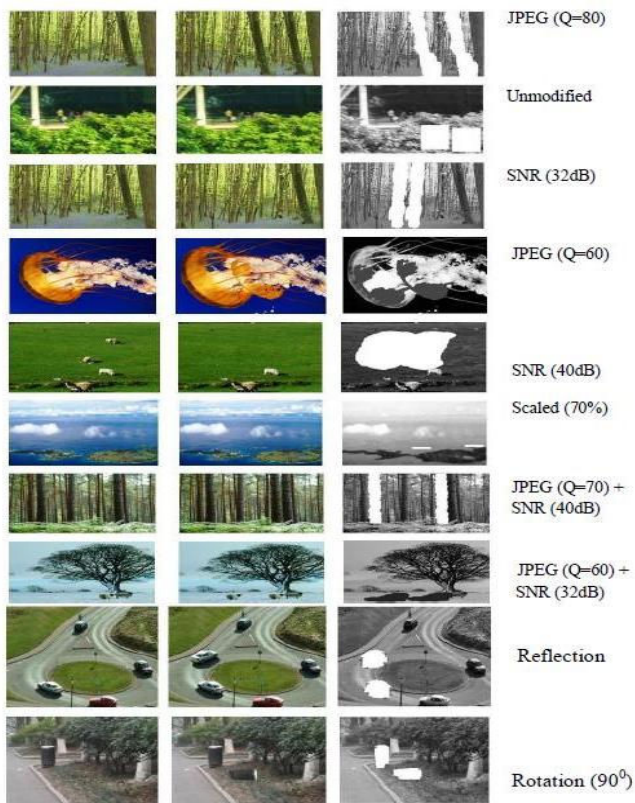 JPEG (Q=80)
Unmodified
SNR (32dB)
JPEG (Q=60)
SNR (40dB)
Scaled (70%)
JPEG (Q=70) +
SNR (40dB)
JPEG (Q=60) +
SNR (32dB)
Reflection
Rotation (90⁰)